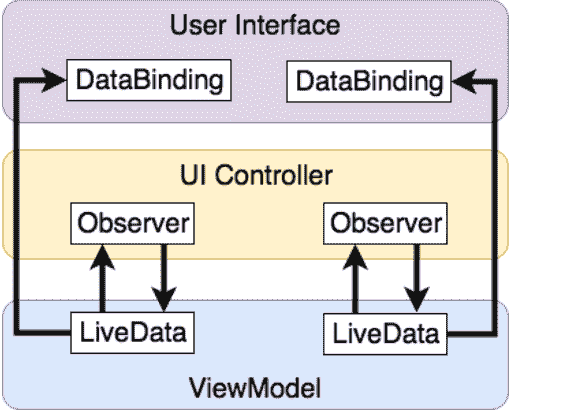 User Interface
DataBinding
DataBinding
UI Controller
Observer
Observer
LiveData
LiveData
ViewModel